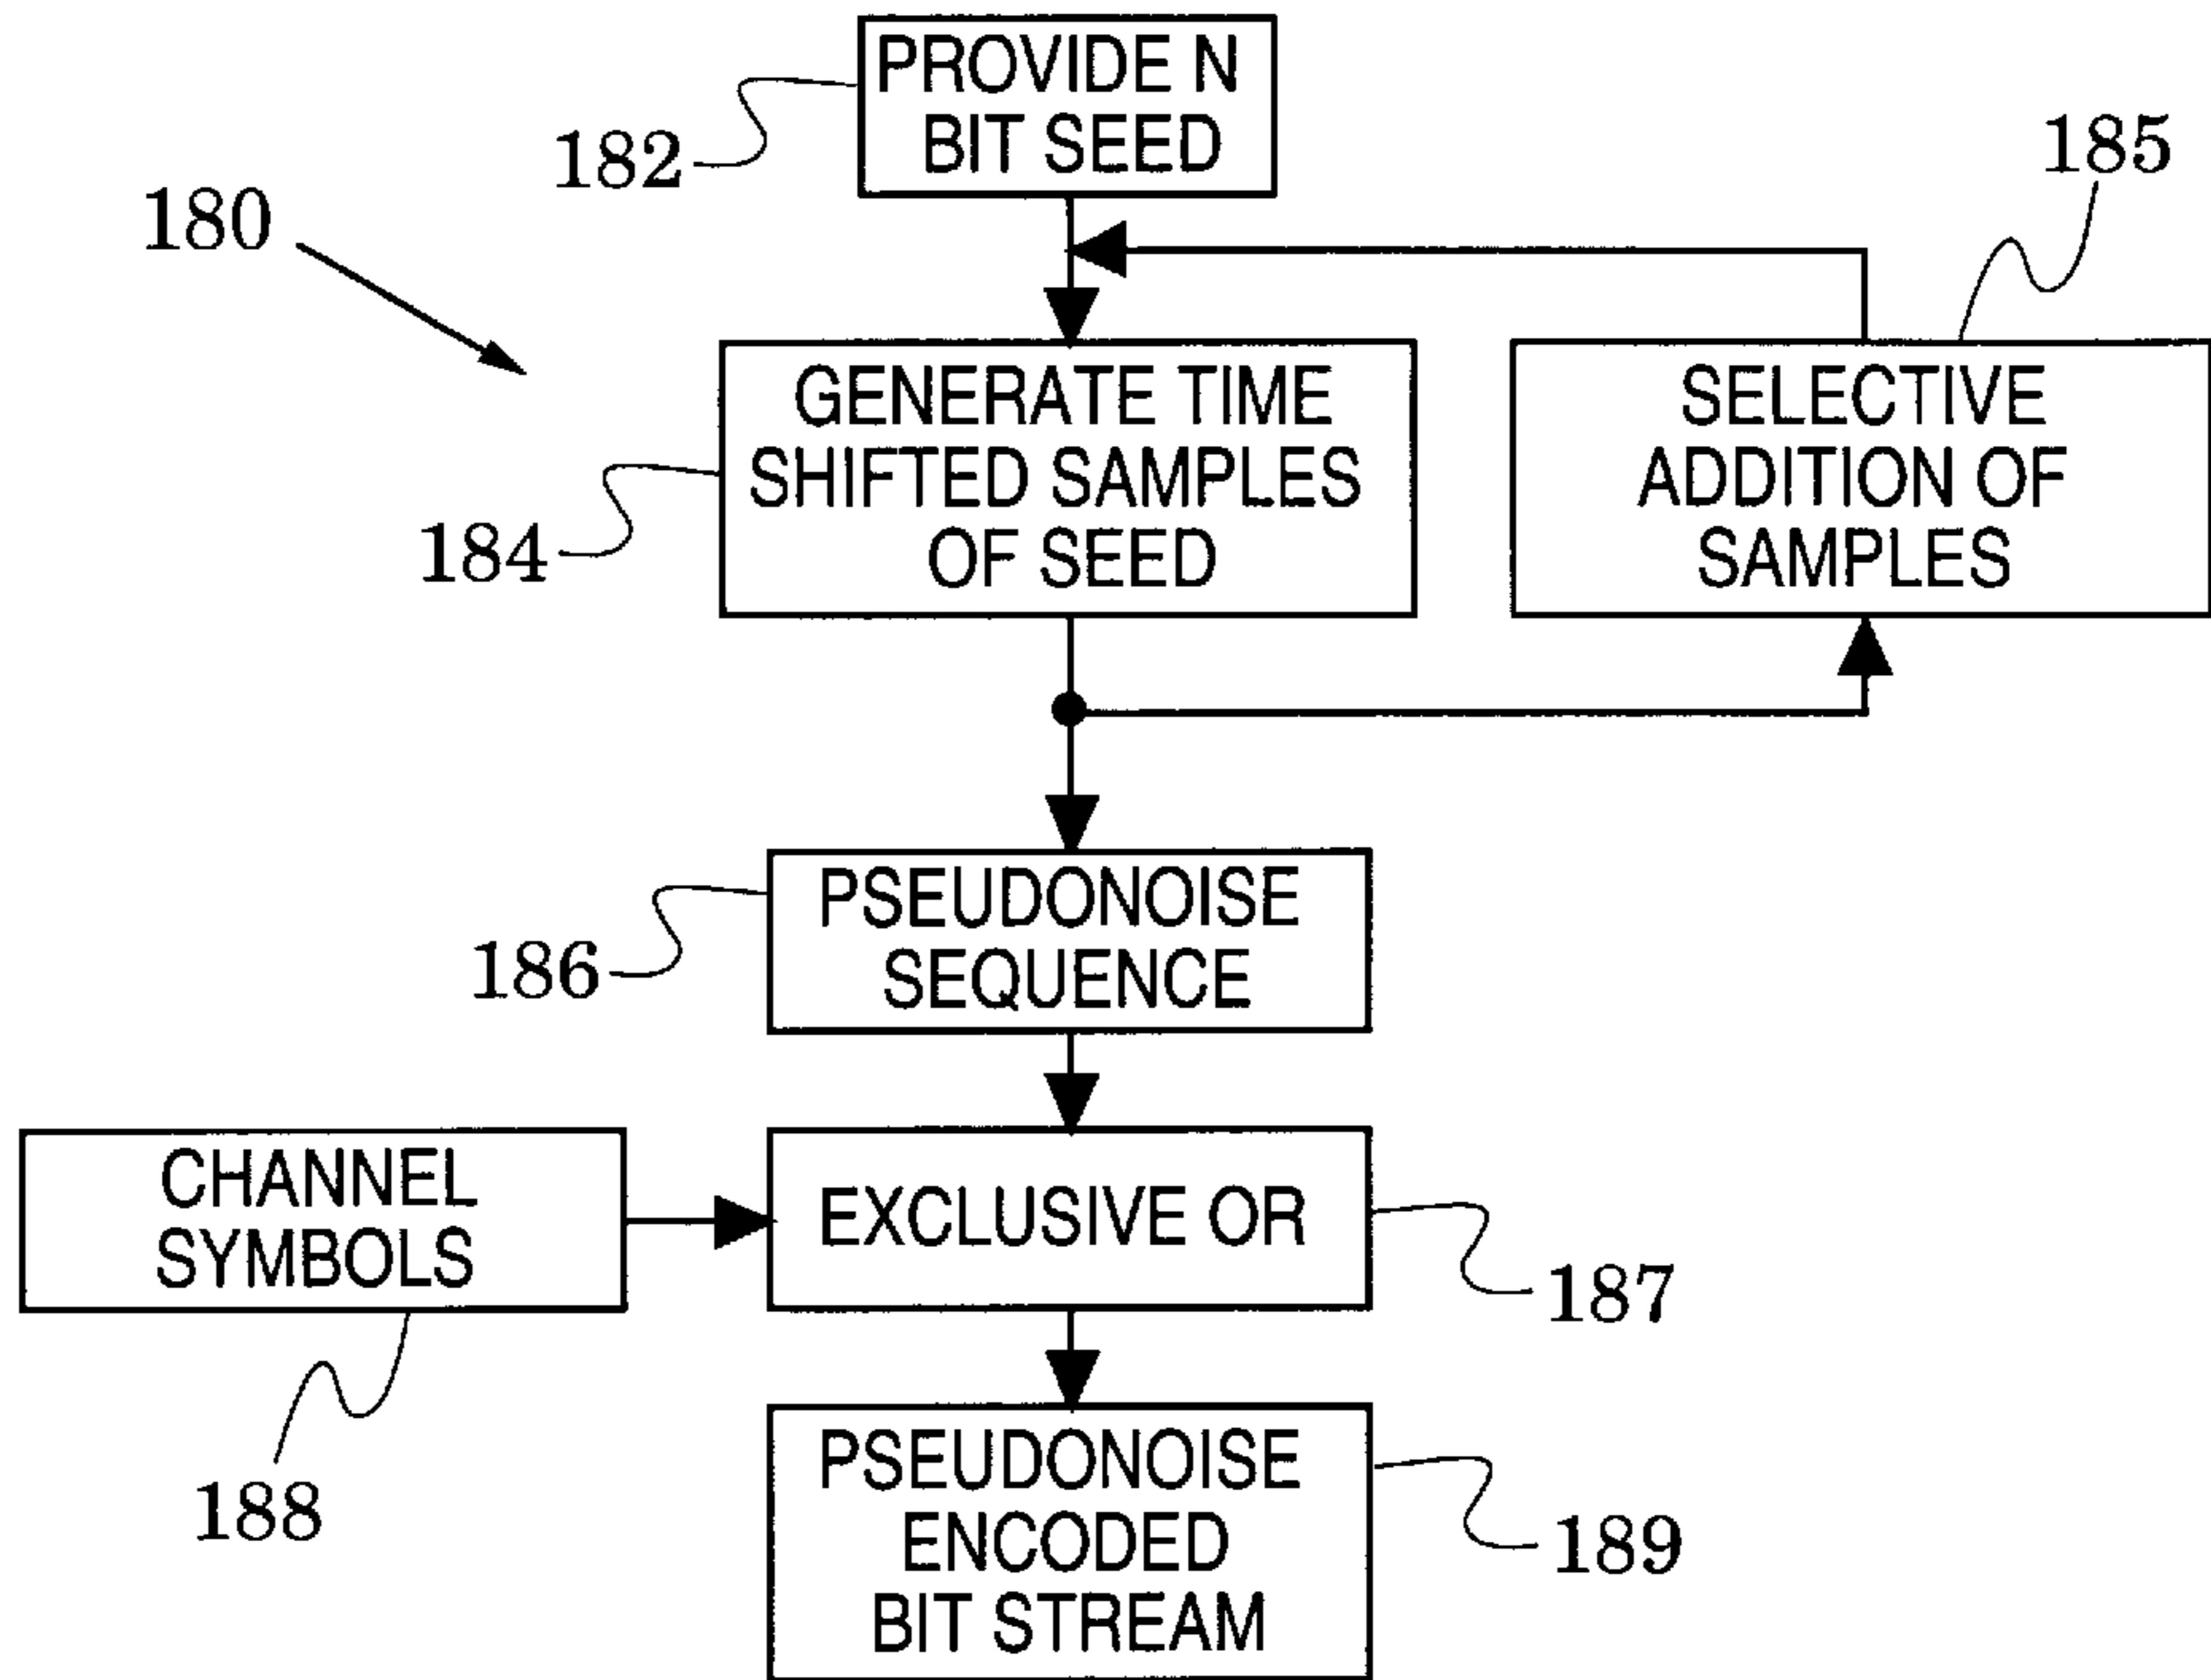 PROVIDE N
BIT SEED
182
185
180
GENERATE TIME
SHIFTED SAMPLES
OF SEED
184
SELECTIVE
ADDITION OF
SAMPLES
PSEUDONOISE
SEQUENCE
186
CHANNEL
SYMBOLS
188
EXCLUSIVE OR
187
PSEUDONOISE
ENCODED
BIT STREAM
189